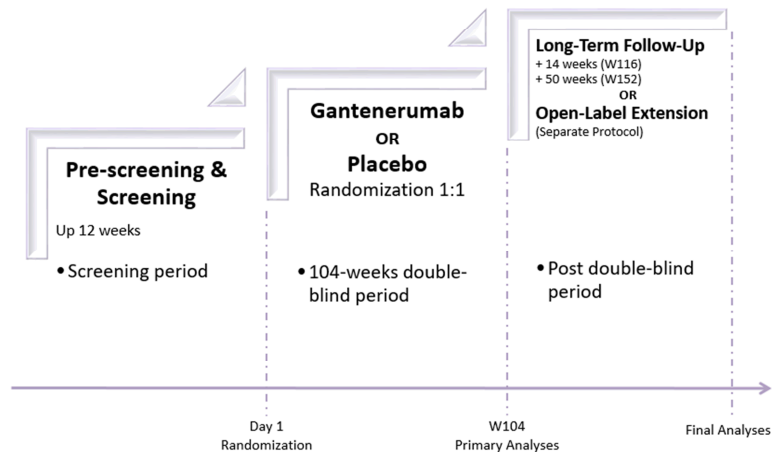 Pre-screening &
Screening
Up 12 weeks
• Screening period
Gantenerumab
OR
Placebo
Randomization 1:1
• 104-weeks double-
blind period
Long-Term Follow-Up
+ 14 weeks (W116)
+ 50 weeks (W152)
OR
Open-Label Extension
(Separate Protocol)
• Post double-blind
period
Day 1
Randomization
W104
Primary Analyses
Final Analyses